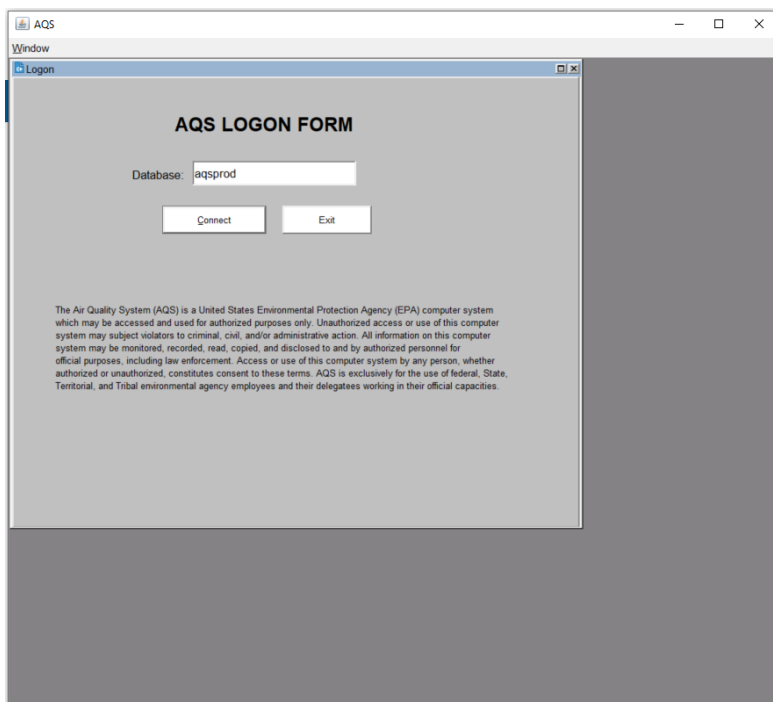 AQS
Window
Logon
AQS LOGON FORM
Database: aqsprod
Connect Exit
The Air Quality System (AQS) is a United States Environmental Protection Agency (EPA) computer system
which may be accessed and used for authorized purposes only. Unauthorized access or use of this computer
system may subject violators to criminal, civil, and/or administrative action. All information on this computer
system may be monitored, recorded, read, copied, and disclosed to and by authorized personnel for
official purposes, including law enforcement. Access or use of this computer system by any person, whether
authorized or unauthorized, constitutes consent to these terms. AQS is exclusively for the use of federal, State,
Territorial, and Tribal environmental agency employees and their delegatees working in their official capacities.